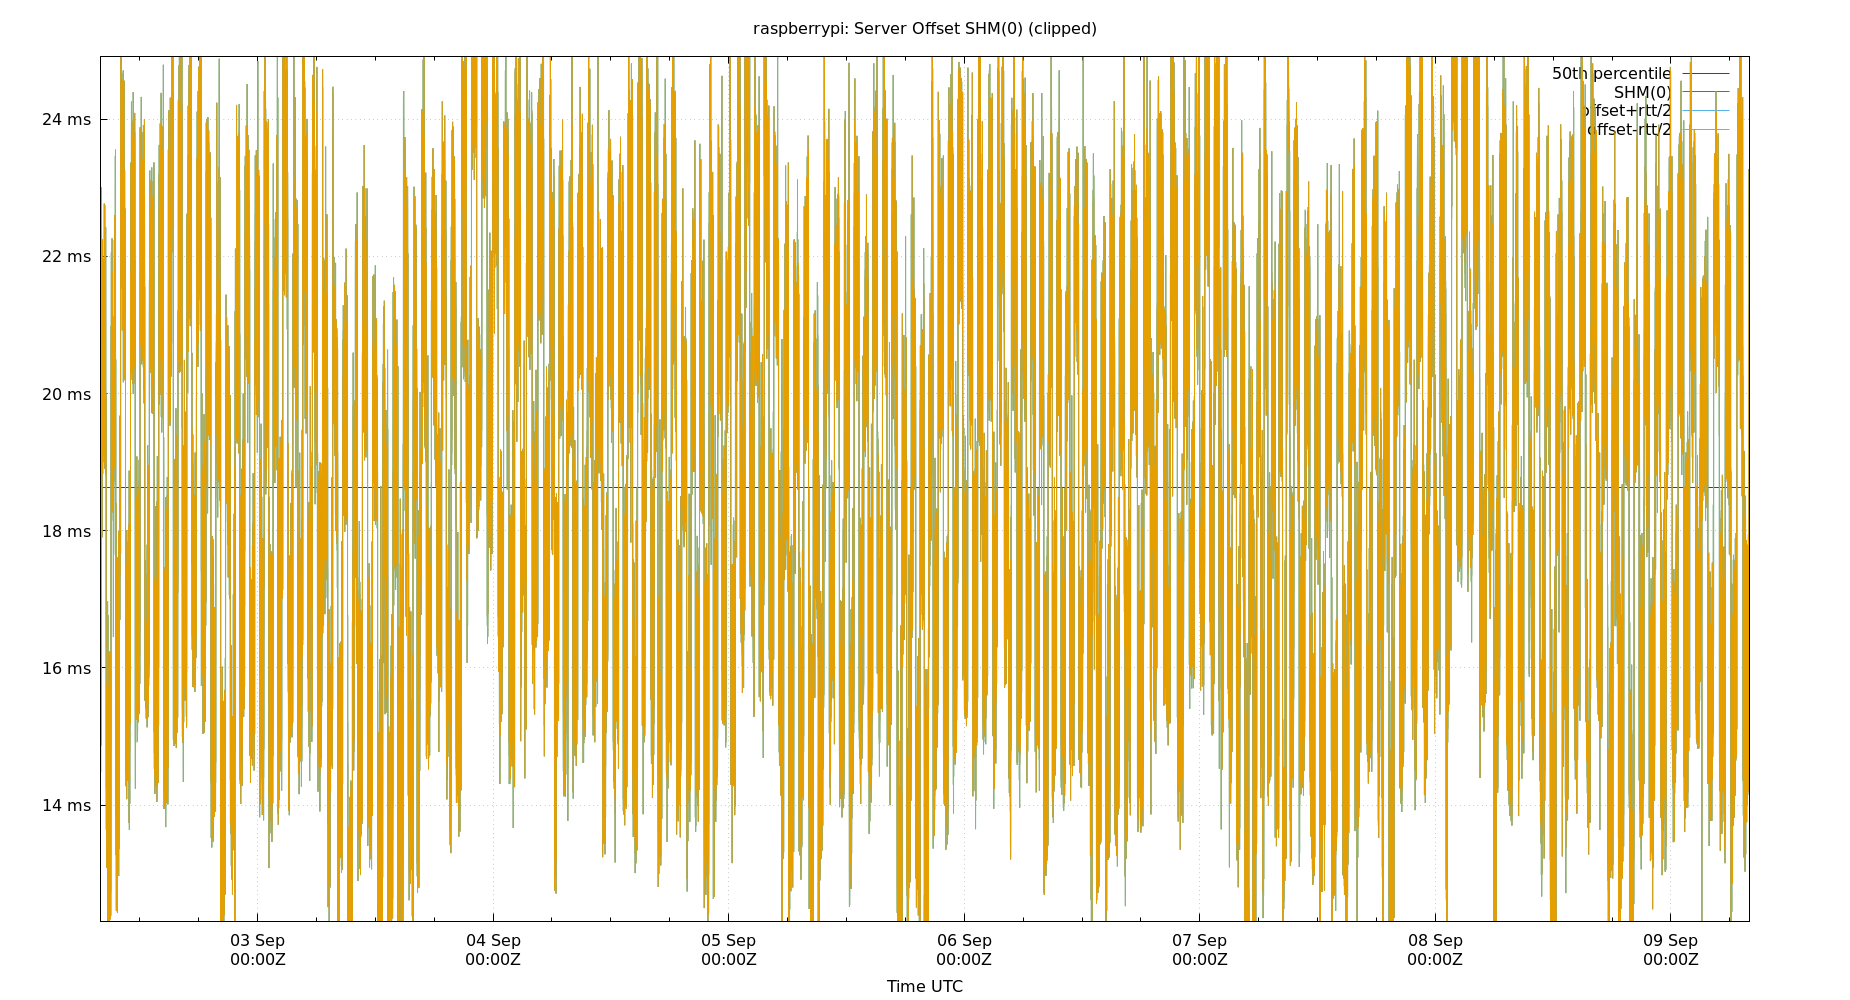 raspberrypi: Server Offset SHM(0) (clipped)
50th percentile
SHM(0)
offset+rtt/2
offset-rtt/2
24 ms
22 ms
20 ms
18 ms
16 ms
14 ms
03 Sep
00:00Z
04 Sep
00:00Z
05 Sep
00:00Z
06 Sep
00:00Z
07 Sep
00:00Z
08 Sep
00:00Z
09 Sep
00:00Z
Time UTC